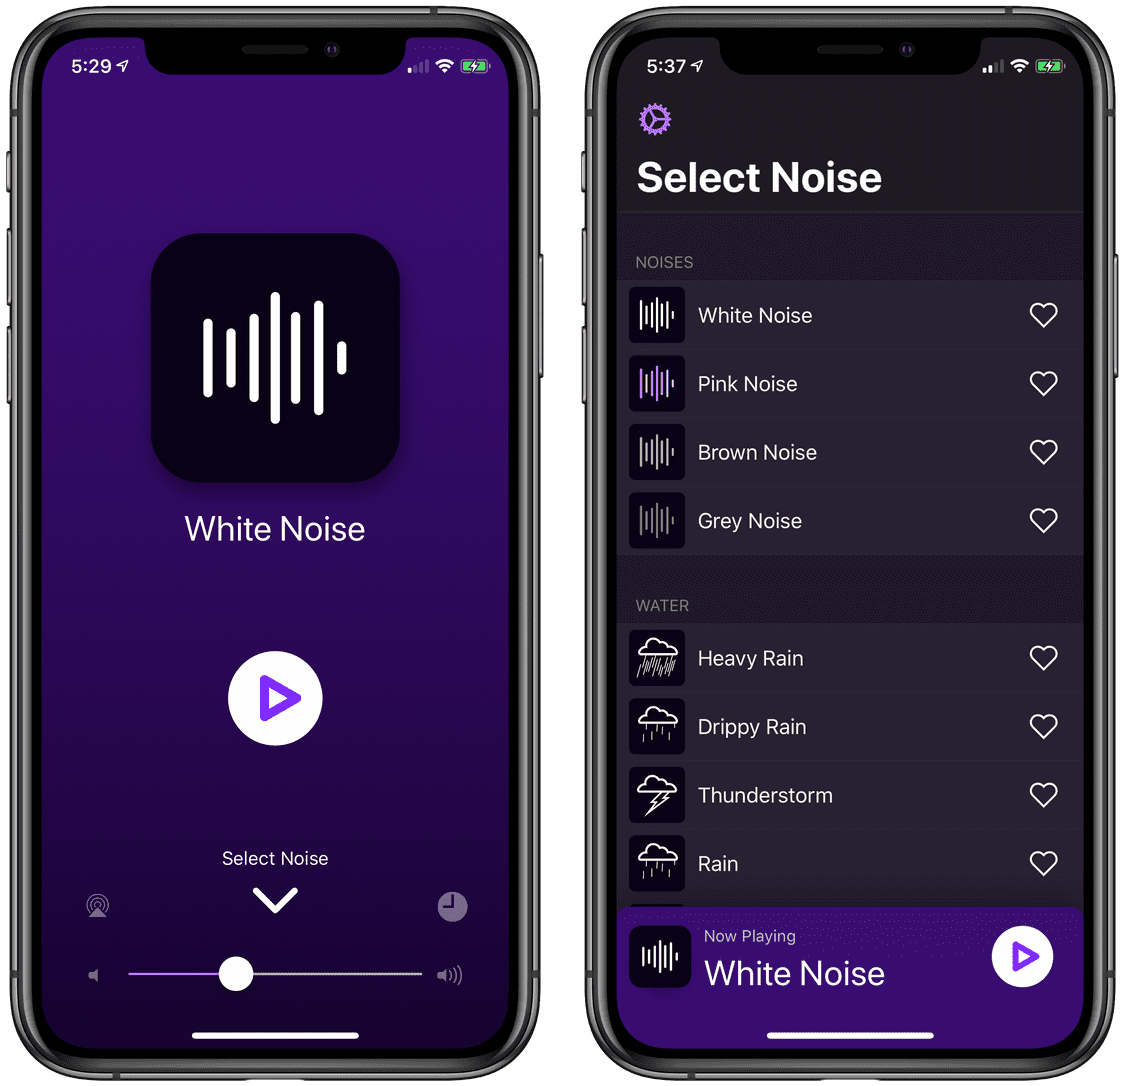 5:29
White Noise
Select Noise
5:37
Select Noise
NOISES
White Noise
Pink Noise
Brown Noise
Grey Noise
WATER
Heavy Rain
Drippy Rain
Thunderstorm
Rain
Now Playing
White Noise